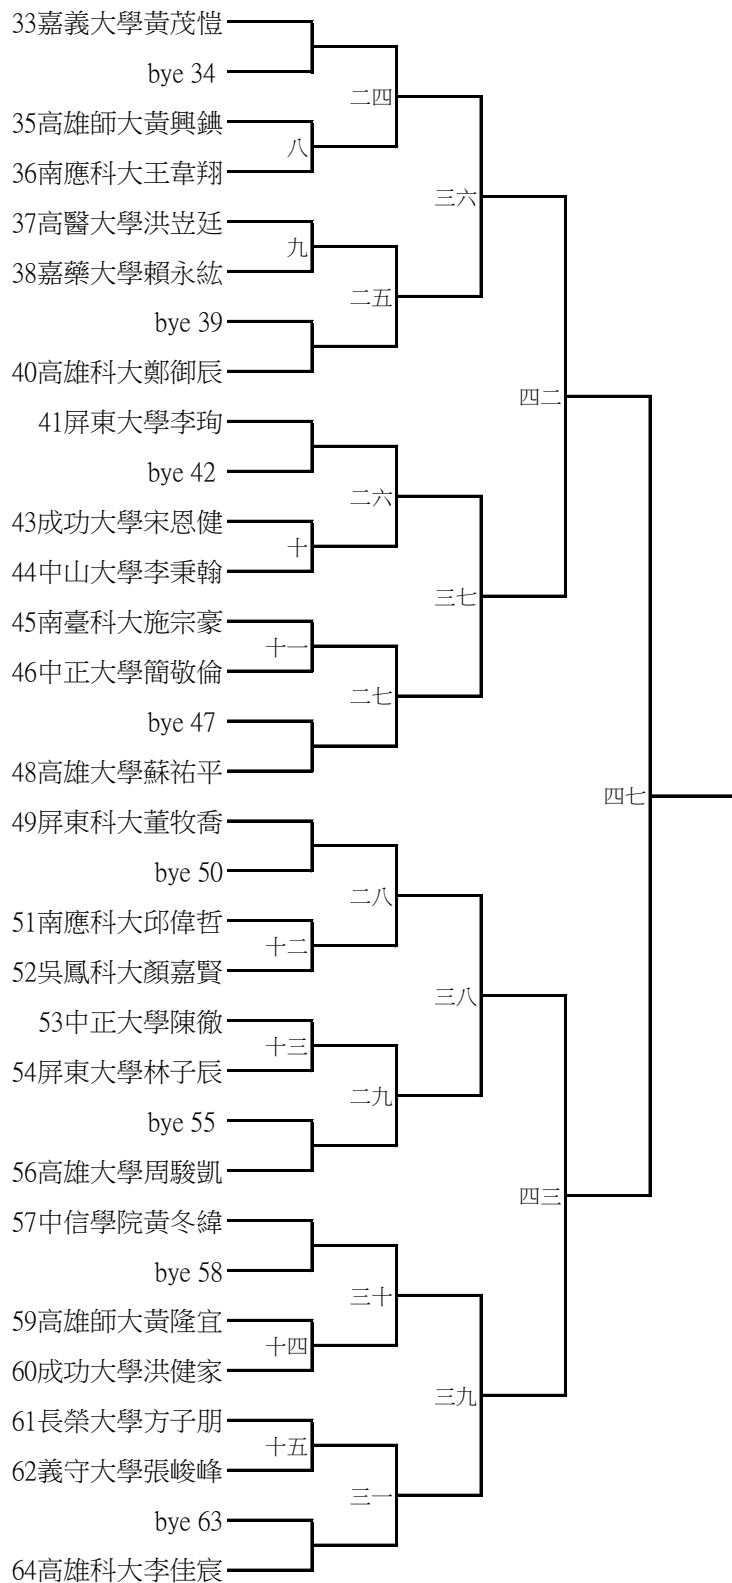 33嘉義大學黃茂愷
bye 34
二四
35高雄師大黃興錪
八
36南應科大王韋翔
三六
37高醫大學洪岦廷
九
38嘉藥大學賴永紘
二五
bye 39
40高雄科大鄭御辰
四二
41屏東大學李珣
bye 42
二六
43成功大學宋恩健
十
44中山大學李秉翰
三七
45南臺科大施宗豪
十一
46中正大學簡敬倫
二七
bye 47
48高雄大學蘇祐平
四七
49屏東科大董牧喬
bye 50
二八
51南應科大邱偉哲
十二
52吳鳳科大顏嘉賢
三八
53中正大學陳徹
十三
54屏東大學林子辰
二九
bye 55
56高雄大學周駿凱
四三
57中信學院黃冬緯
bye 58
三十
59高雄師大黃隆宜
十四
60成功大學洪健家
三九
61長榮大學方子朋
十五
62義守大學張峻峰
三一
bye 63
64高雄科大李佳宸